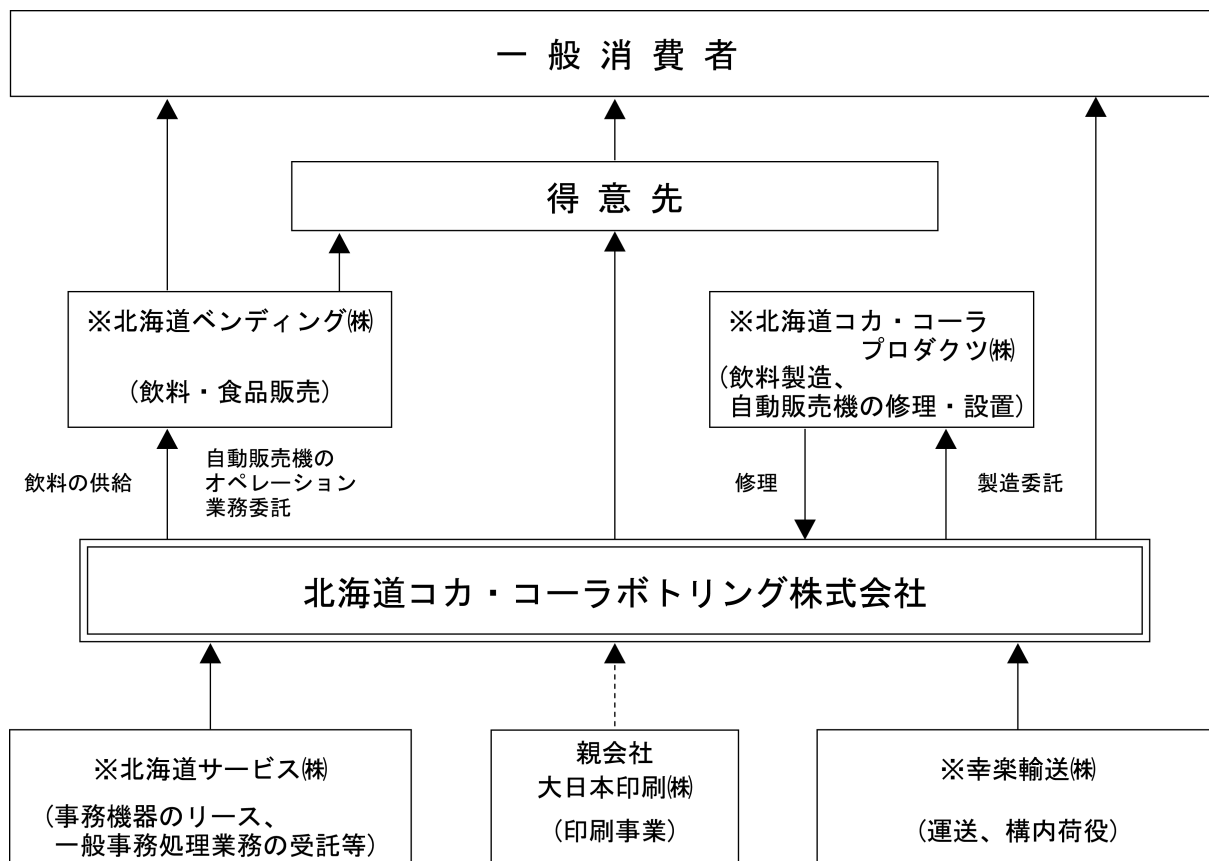 一般消費者
得意先
※北海道ベンディング㈱
(飲料・食品販売)
※北海道コカ・コーラ
プロダクツ㈱
(飲料製造、
自動販売機の修理・設置)
飲料の供給
自動販売機の
オペレーション
業務委託
修理
製造委託
北海道コカ・コーラボトリング株式会社
※北海道サービス㈱
(事務機器のリース、
一般事務処理業務の受託等)
親会社
大日本印刷㈱
(印刷事業)
※幸楽輸送㈱
(運送、構内荷役)